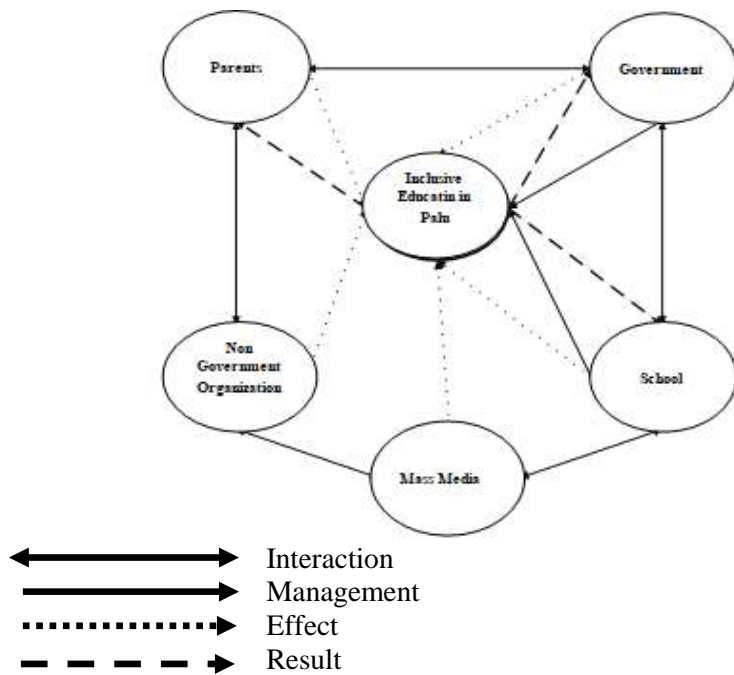 Parents
Government
Inclusive
Educatin in
Palu
Non
Government
Organization
School
Mass Media
Interaction
Management
Effect
Result